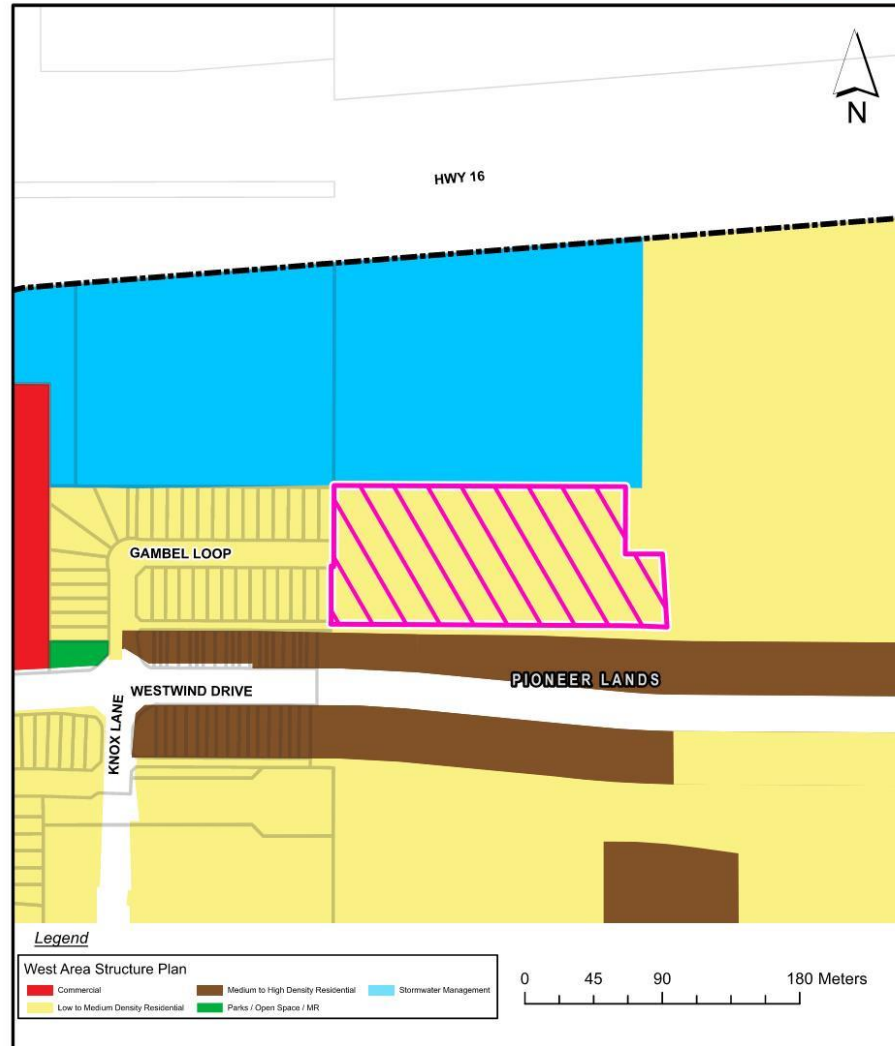 N
HWY 16
GAMBEL LOOP
PIONEER LANDS
WESTWIND DRIVE
KNOX LANE
Legend
West Area Structure Plan
Commercial
Medium to High Density Residential
Stormwater Management
Low to Medium Density Residential
Parks / Open Space / MR
0 45 90 180 Meters